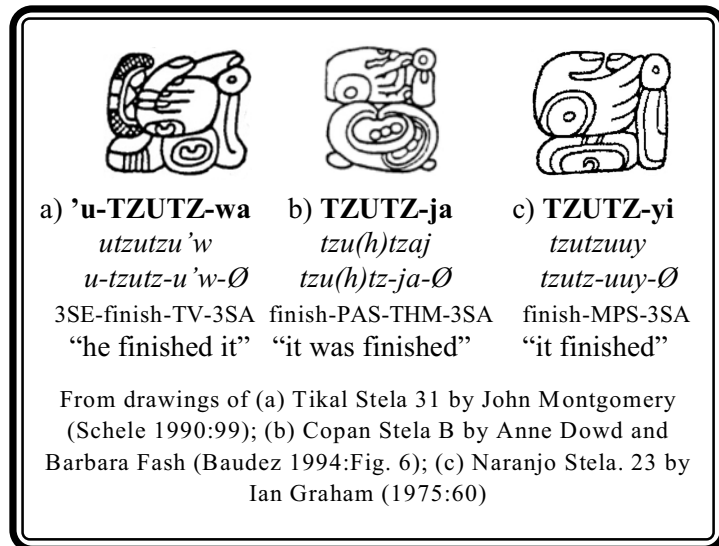 a) ’u-TZUTZ-wa b) TZUTZ-ja c) TZUTZ-yi
utzutzu’w tzu(h)tzaj tzutzuuy
u-tzutz-u’w-Ø tzu(h)tz-ja-Ø tzutz-uuy-Ø
3SE-finish-TV-3SA finish-PAS-THM-3SA finish-MPS-3SA
“he finished it” “it was finished” “it finished”
From drawings of (a) Tikal Stela 31 by John Montgomery
(Schele 1990:99); (b) Copan Stela B by Anne Dowd and
Barbara Fash (Baudez 1994:Fig. 6); (c) Naranjo Stela. 23 by
Ian Graham (1975:60)